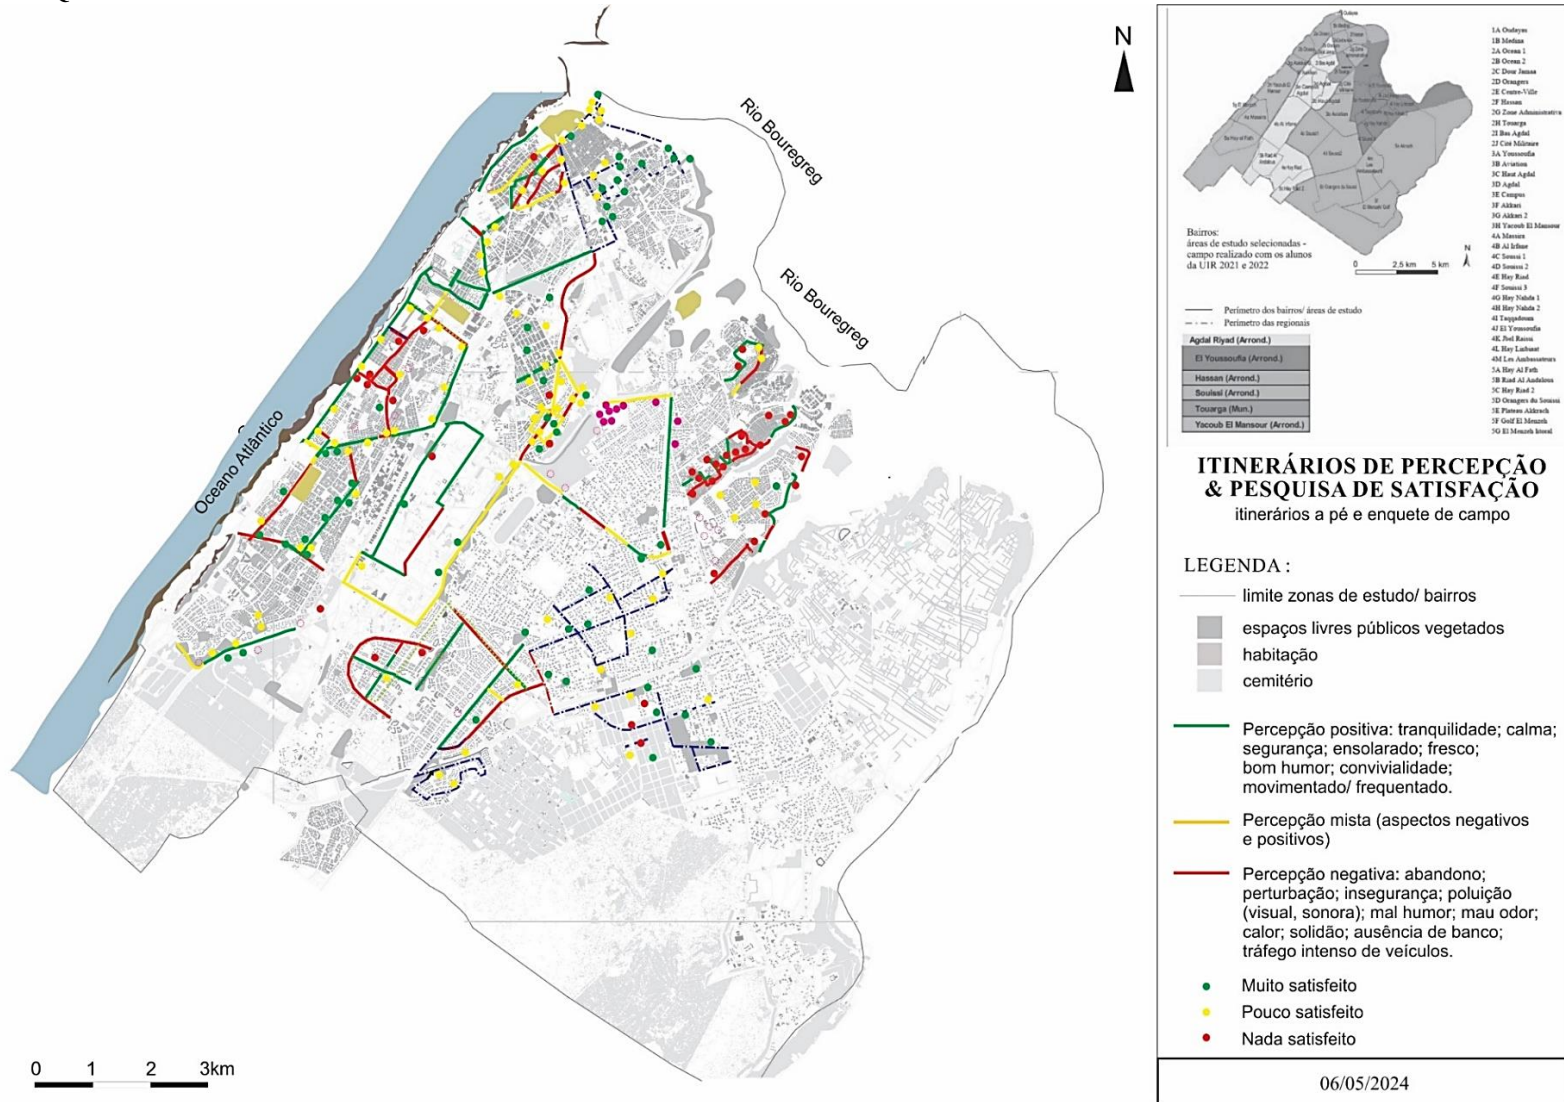 N
Rio Bouregreg
Rio Bouregreg
Oceano Atlântico
0 1 2 3km
1A Oudayas
1B Medina
2A Ocean 1
2B Ocean 2
2C Dour Jamaa
2D Orangers
2E Centre-Ville
2F Hassan
2G Zone Administrativa
2H Touarga
2I Bas Agdal
2J Cité Militaire
3A Youssoufia
3B Aviation
3C Haut Agdal
3D Agdal
3E Campus
3F Akkari
3G Akkari 2
3H Yacoub El Mansour
4A Massira
4B Al Irfane
4C Souissi 1
4D Souissi 2
4E Hay Riad
4F Souissi 3
4G Hay Nahda 1
4H Hay Nahda 2
4I Taqqadoum
4J El Youssoufia
4L Hay Lurbanat
4M Les Ambassateurs
5A Hay Al Fath
5B Riad Al Andalous
5C Hay Riad 2
5D Orangers du Souissi
5E Plateau Akkrach
5F Golf El Menzeh
5G El Menzeh litoral
Bairros:
áreas de estudo selecionadas -
campo realizado com os alunos
da UIR 2021 e 2022
N
0 2,5 km 5 km
Perímetro dos bairros/ áreas de estudo
Perímetro das regionais
Agdal Riyad (Arrond.)
El Youssoufia (Arrond.)
Hassan (Arrond.)
Souissi (Arrond.)
Touarga (Mun.)
Yacoub El Mansour (Arrond.)
ITINERÁRIOS DE PERCEPÇÃO
& PESQUISA DE SATISFAÇÃO
itinerários a pé e enquete de campo
LEGENDA :
limite zonas de estudo/ bairros
espaços livres públicos vegetados
habitação
cemitério
Percepção positiva: tranquilidade; calma;
segurança; ensolarado; fresco;
bom humor; convivialidade;
movimentado/ frequentado.
Percepção mista (aspectos negativos
e positivos)
Percepção negativa: abandono;
perturbação; insegurança; poluição
(visual, sonora); mal humor; mau odor;
calor; solidão; ausência de banco;
tráfego intenso de veículos.
Muito satisfeito
Pouco satisfeito
Nada satisfeito
06/05/2024